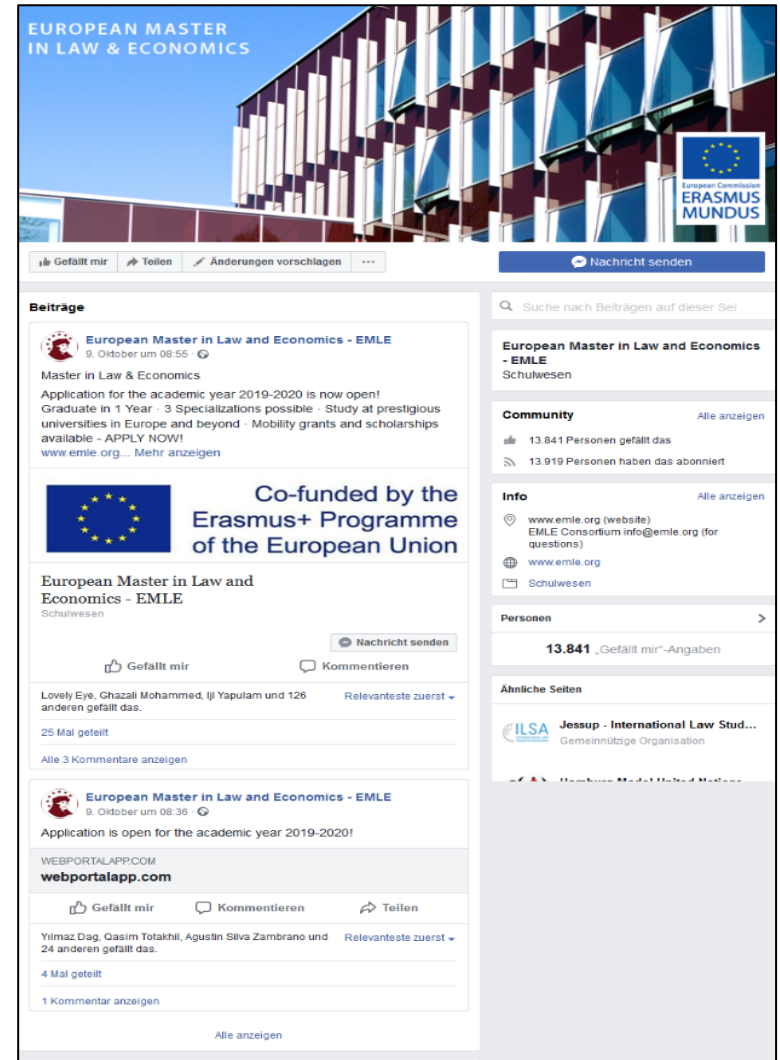 EUROPEAN MASTER
IN LAW & ECONOMICS
European Commission
ERASMUS
MUNDUS
Gefällt mir
Teilen
Änderungen vorschlagen
Nachricht senden
Beiträge
European Master in Law and Economics - EMLE
9. Oktober um 08:55 ·
Master in Law & Economics
Application for the academic year 2019-2020 is now open!
Graduate in 1 Year · 3 Specializations possible · Study at prestigious
universities in Europe and beyond · Mobility grants and scholarships
available - APPLY NOW!
www.emle.org... Mehr anzeigen
Co-funded by the
Erasmus+ Programme
of the European Union
European Master in Law and
Economics - EMLE
Schulwesen
Nachricht senden
Gefällt mir
Kommentieren
Lovely Eye, Ghazali Mohammed, Ijl Yapulam und 126
anderen gefällt das.
Relevanteste zuerst
25 Mal geteilt
Alle 3 Kommentare anzeigen
European Master in Law and Economics - EMLE
9. Oktober um 08:36 ·
Application is open for the academic year 2019-2020!
WEBPORTALAPP.COM
webportalapp.com
Gefällt mir
Kommentieren
Teilen
Yılmaz Dag, Qasim Totakhil, Agustin Silva Zambrano und
24 anderen gefällt das.
Relevanteste zuerst
4 Mal geteilt
1 Kommentar anzeigen
Alle anzeigen
Suche nach Beiträgen auf dieser Sei
European Master in Law and Economics
- EMLE
Schulwesen
Community
Alle anzeigen
13.841 Personen gefällt das
13.919 Personen haben das abonniert
Info
Alle anzeigen
www.emle.org (website)
EMLE Consortium info@emle.org (for
questions)
www.emle.org
Schulwesen
Personen
13.841 „Gefällt mir“-Angaben
Ähnliche Seiten
ILSA
Jessup - International Law Stud...
Gemeinnützige Organisation